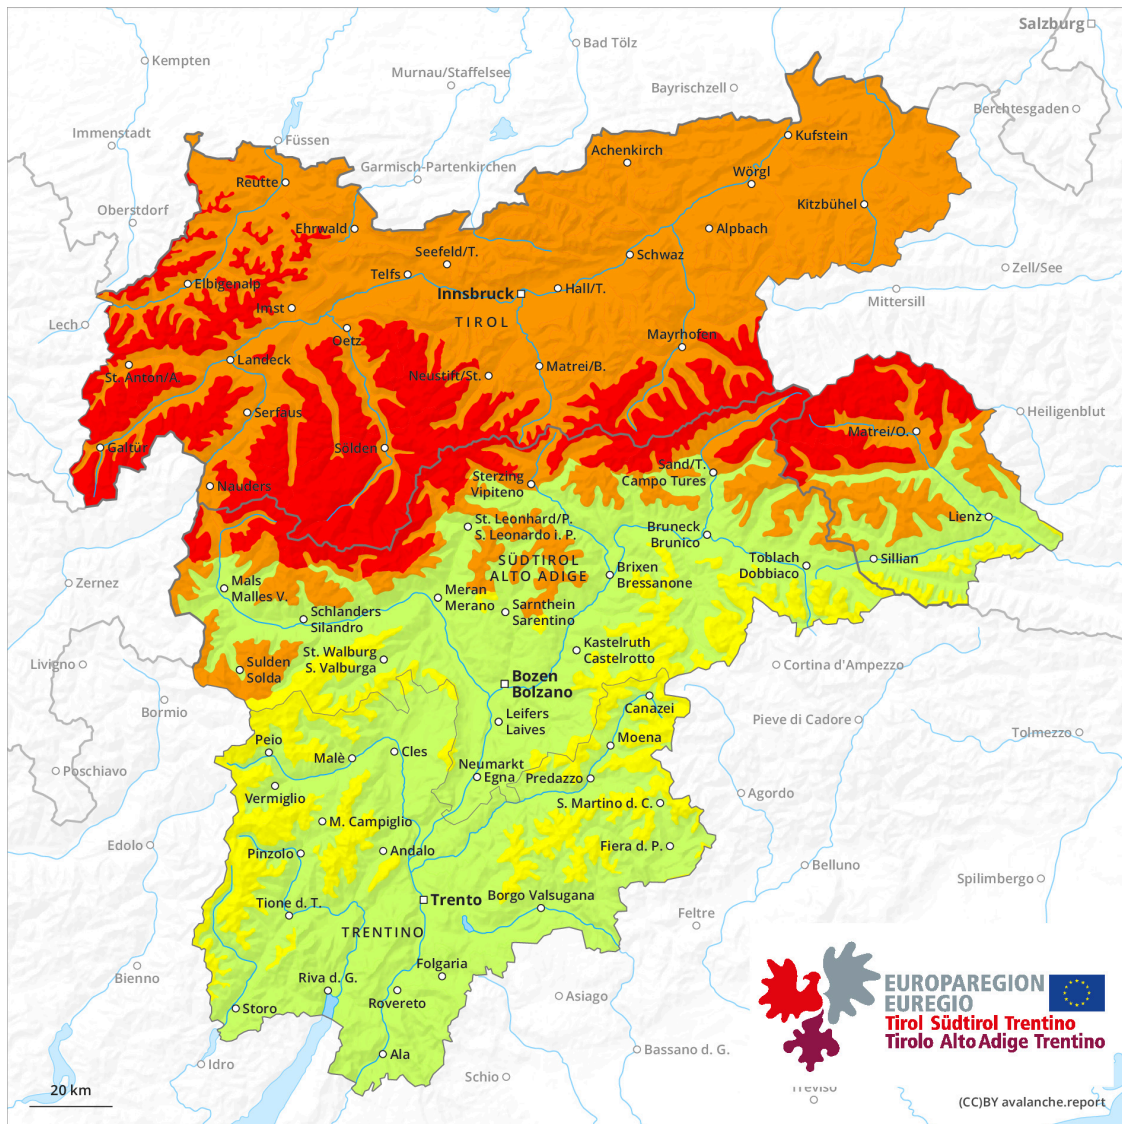 Salzburg
Bad Tölz
Kempten
Murnau/Staffelsee
Bayrischzell
Berchtesgaden
Immenstadt
Füssen
Kufstein
Achenkirch
Garmisch-Partenkirchen
Wörgl
Reutte
Oberstdorf
Kitzbühel
Ehrwald
Alpbach
Seefeld/T.
Schwaz
Telfs
Zell/See
Elbigenalp
Innsbruck
Hall/T.
Mittersill
Imst
TIROL
Lech
Oetz
Mayrhofen
Landeck
Matrei/B.
St. Anton/A.
Neustift/St.
Serfaus
Heiligenblut
Matrei/O.
Galtür
Sölden
Sand/T.
Campo Tures
Sterzing
Vipiteno
Nauders
St. Leonhard/P.
S. Leonardo i. P.
Lienz
Bruneck
Brunico
SÜDTIROL
ALTO ADIGE
Toblach
Dobbiaco
Sillian
Brixen
Bressanone
Zernez
Mals
Malles V.
Meran
Merano
Sarnthein
Sarentino
Schlanders
Silandro
Kastelruth
Castelrotto
St. Walburg
S. Valburga
Livigno
Sulden
Solda
Cortina d'Ampezzo
Bozen
Bolzano
Bormio
Canazei
Leifers
Laives
Pieve di Cadore
Tolmezzo
Moena
Peio
Cles
Malè
Poschiavo
Neumarkt
Egna
Predazzo
Vermiglio
Agordo
S. Martino d. C.
M. Campiglio
Edolo
Pinzolo
Andalo
Fiera d. P.
Belluno
Spilimbergo
Trento
Borgo Valsugana
Tione d. T.
Feltre
TRENTINO
Folgaria
Bienno
Riva d. G.
Rovereto
Asiago
Storo
EUROPAREGION
EUREGIO
Tirol Südtirol Trentino
Tirolo Alto Adige Trentino
Ala
Bassano d. G.
Idro
Schio
20 km
Treviso
(CC)BY avalanche.report